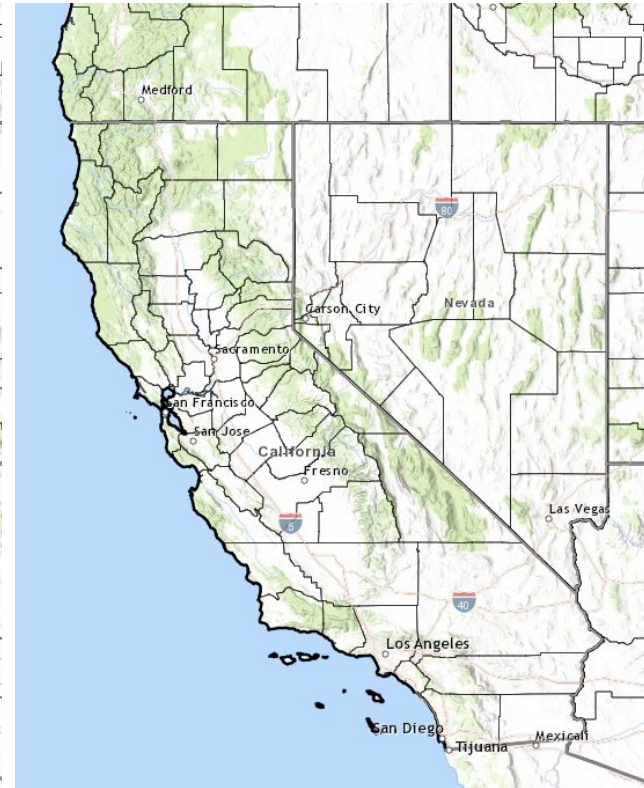 Medford
80
Carson City
Nevada
Sacramento
San Francisco
San Jose
California
Fresno
5
Las Vegas
40
Los Angeles
San Diego
Tijuana
Mexicali